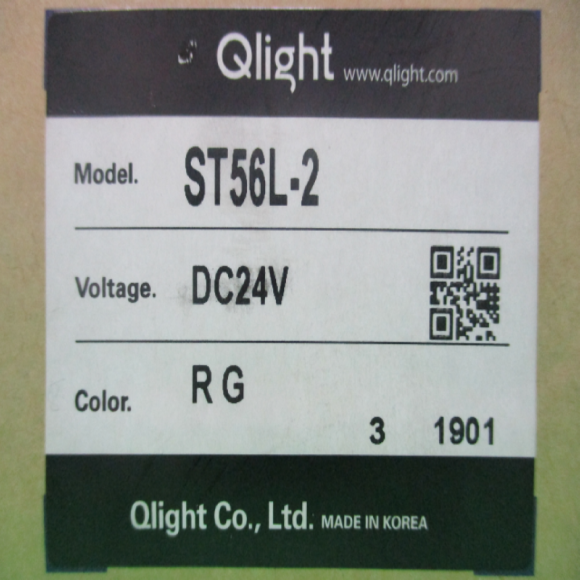 Qlight www.qlight.com
Model. ST56L-2
Voltage. DC24V
Color. R G
3 1901
Qlight Co., Ltd. MADE IN KOREA